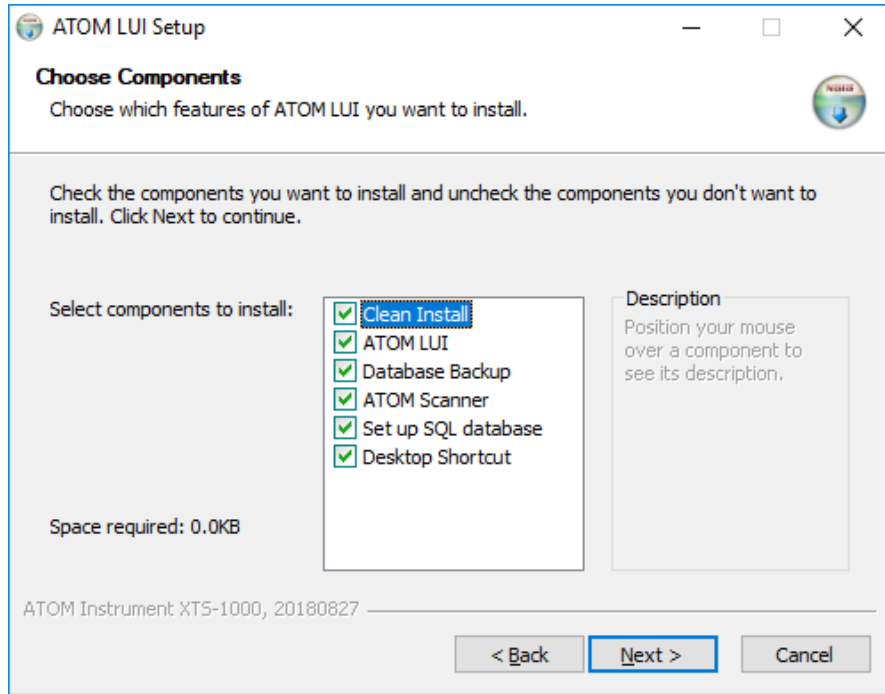 ATOM LUI Setup
Choose Components
Choose which features of ATOM LUI you want to install.
Check the components you want to install and uncheck the components you don't want to
install. Click Next to continue.
Select components to install:
Clean Install
ATOM LUI
Database Backup
ATOM Scanner
Set up SQL database
Desktop Shortcut
Description
Position your mouse
over a component to
see its description.
Space required: 0.0KB
ATOM Instrument XTS-1000, 20180827
< Back
Next >
Cancel